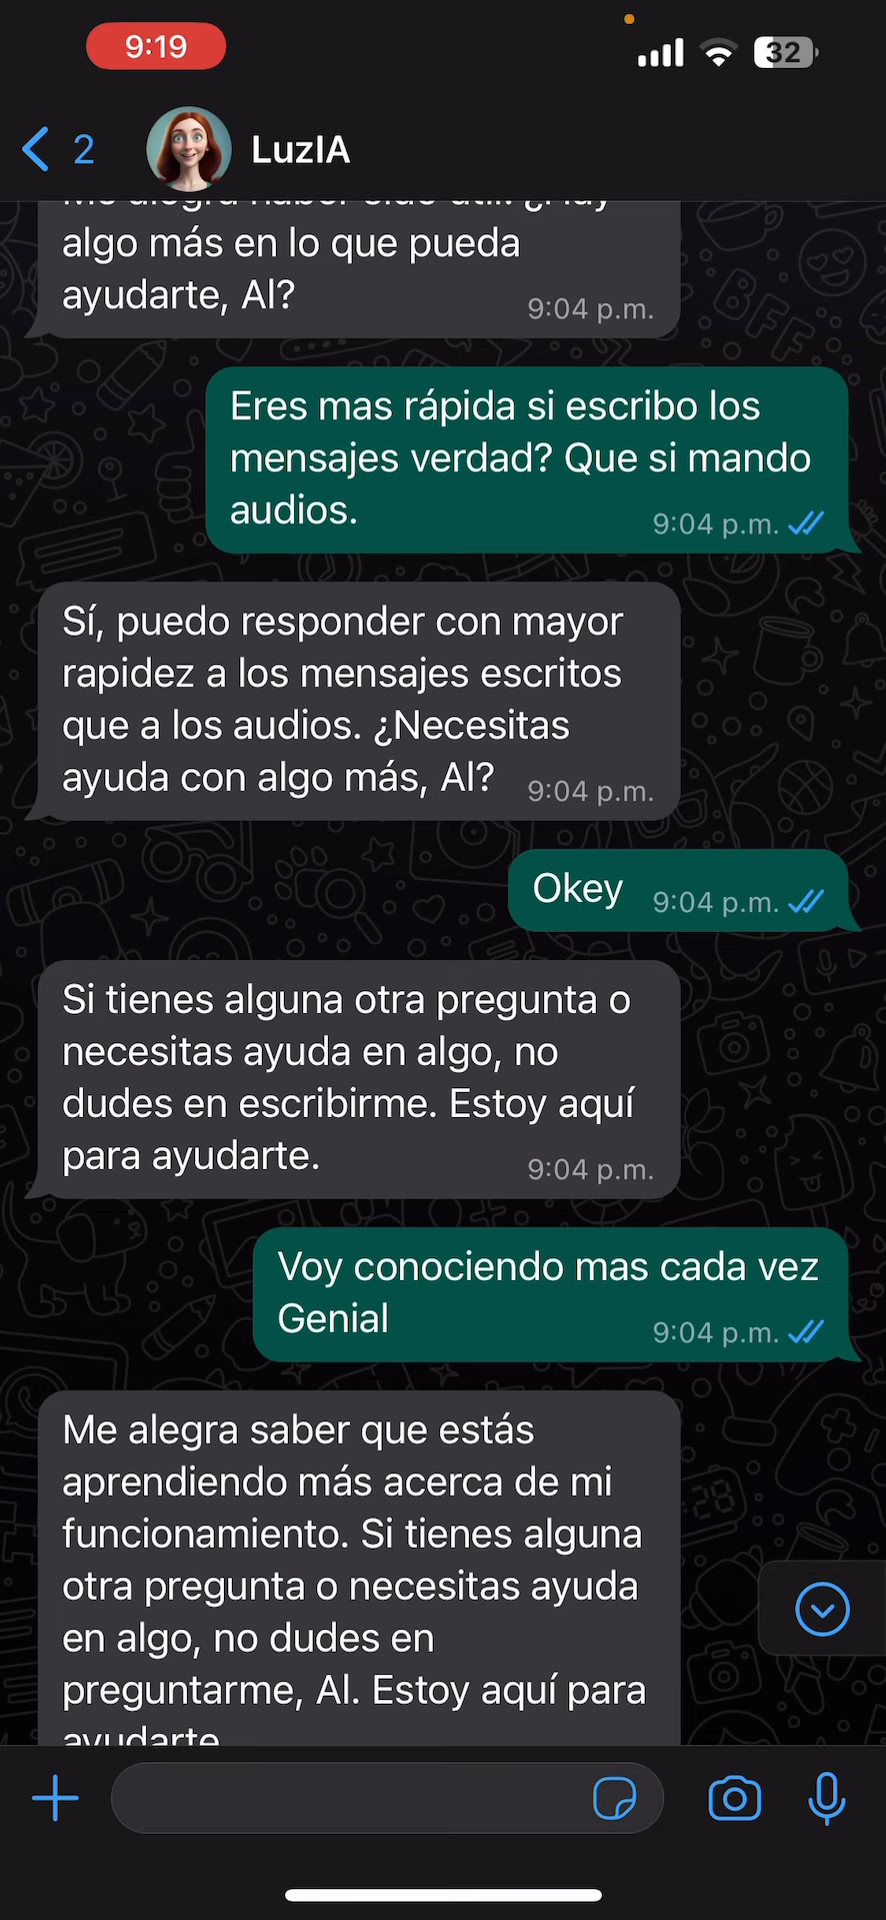 9:19
32
2
LuzIA
algo más en lo que pueda
ayudarte, Al?
9:04 p.m.
Eres mas rápida si escribo los
mensajes verdad? Que si mando
audios.
9:04 p.m.
Sí, puedo responder con mayor
rapidez a los mensajes escritos
que a los audios. ¿Necesitas
ayuda con algo más, Al?
9:04 p.m.
Okey
9:04 p.m.
Si tienes alguna otra pregunta o
necesitas ayuda en algo, no
dudes en escribirme. Estoy aquí
para ayudarte.
9:04 p.m.
Voy conociendo mas cada vez
Genial
9:04 p.m.
Me alegra saber que estás
aprendiendo más acerca de mi
funcionamiento. Si tienes alguna
otra pregunta o necesitas ayuda
en algo, no dudes en
preguntarme, Al. Estoy aquí para
ayudarte